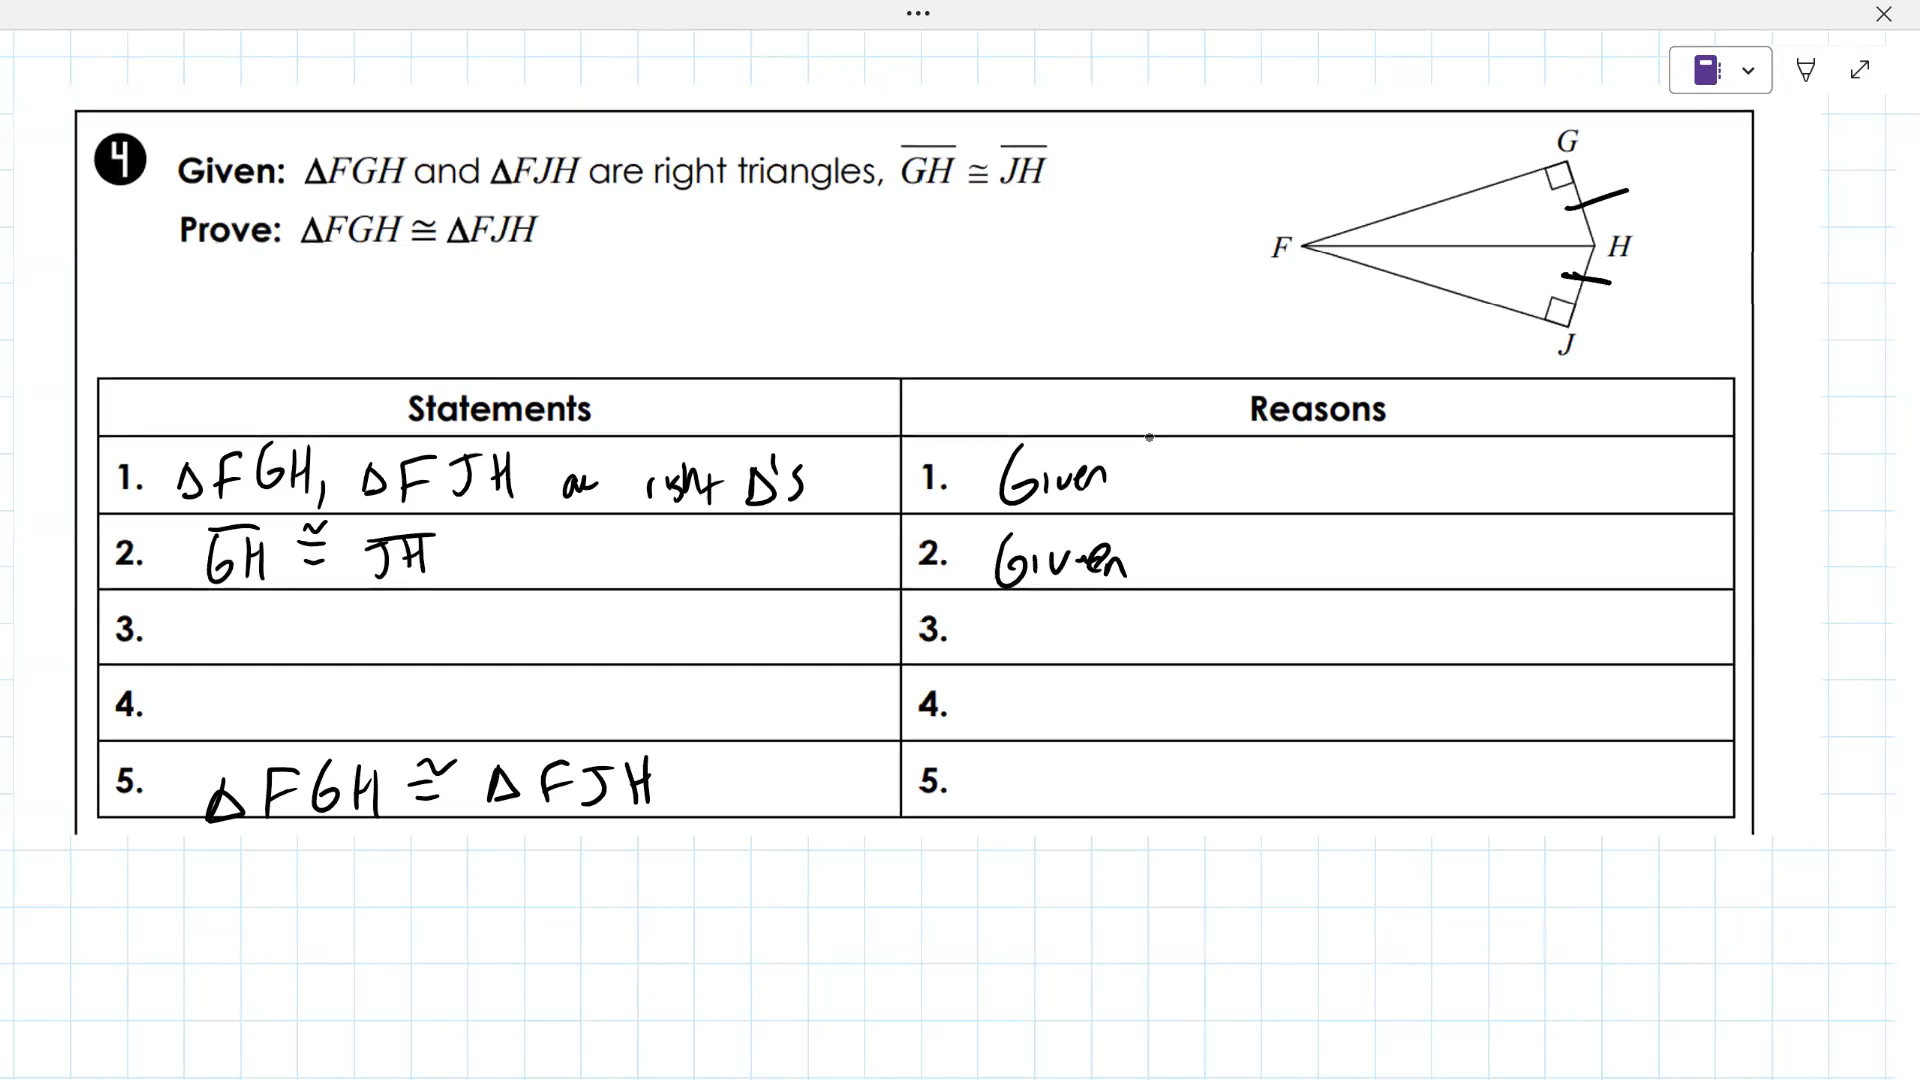 4
Given: ΔFGH and ΔFJH are right triangles, GH ≅ JH
Prove: ΔFGH ≅ ΔFJH
G
F
H
J
Statements Reasons
1. ΔFGH, ΔFJH are right Δ's 1. Given
2. GH ≅ JH 2. Given
3. 3.
4. 4.
5. ΔFGH ≅ ΔFJH 5.